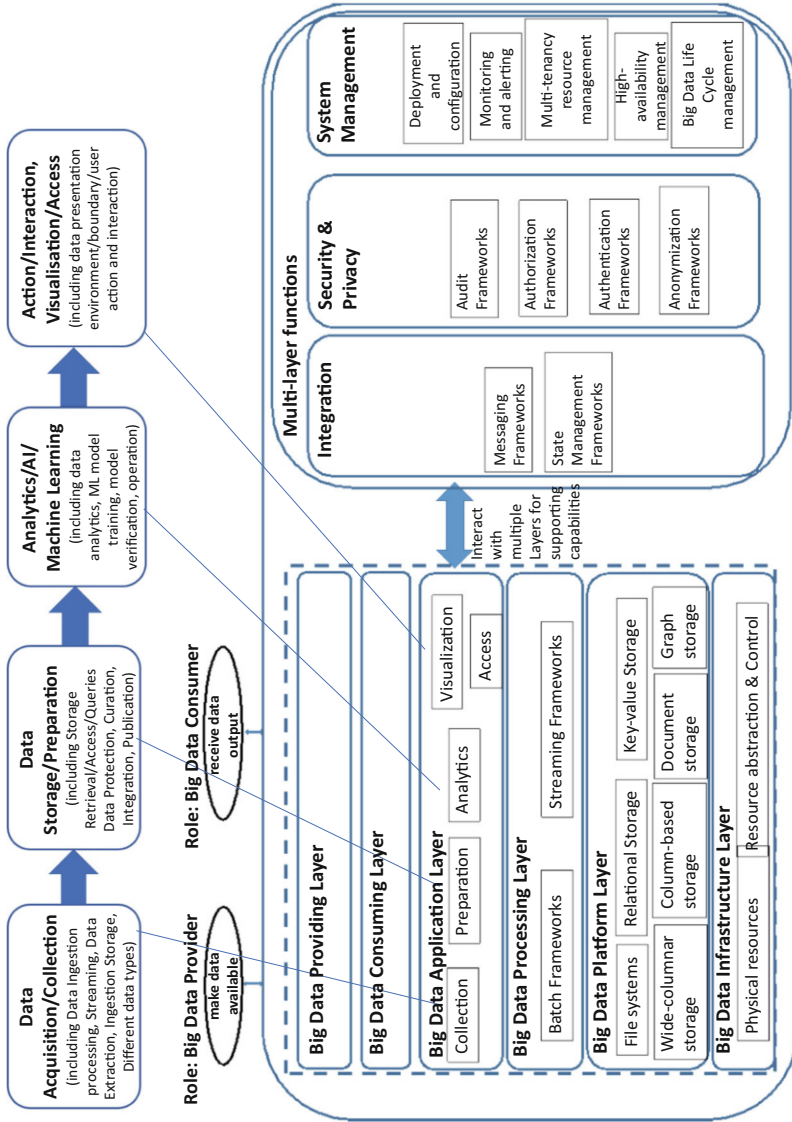 Data
Acquisition/Collection
(including Data Ingestion
processing, Streaming, Data
Extraction, Ingestion Storage,
Different data types)
Data
Storage/Preparation
(including Storage
Retrieval/Access/Queries
Data Protection, Curation,
Integration, Publication)
Analytics/AI/
Machine Learning
(including data
analytics, ML model
training, model
verification, operation)
Action/Interaction,
Visualisation/Access
(including data presentation
environment/boundary/user
action and interaction)
Role: Big Data Provider
make data
available
Role: Big Data Consumer
receive data
output
Big Data Providing Layer
Big Data Consuming Layer
Big Data Application Layer
Collection
Preparation
Analytics
Visualization
Access
Big Data Processing Layer
Batch Frameworks
Streaming Frameworks
Big Data Platform Layer
File systems
Relational Storage
Key-value Storage
Wide-columnar
storage
Column-based
storage
Document
storage
Graph
storage
Big Data Infrastructure Layer
Physical resources
Resource abstraction & Control
Interact
with
multiple
Layers for
supporting
capabilities
Multi-layer functions
Integration
Messaging
Frameworks
State
Management
Frameworks
Security &
Privacy
Audit
Frameworks
Authorization
Frameworks
Authentication
Frameworks
Anonymization
Frameworks
System
Management
Deployment
and
configuration
Monitoring
and alerting
Multi-tenancy
resource
management
High-
availability
management
Big Data Life
Cycle
management